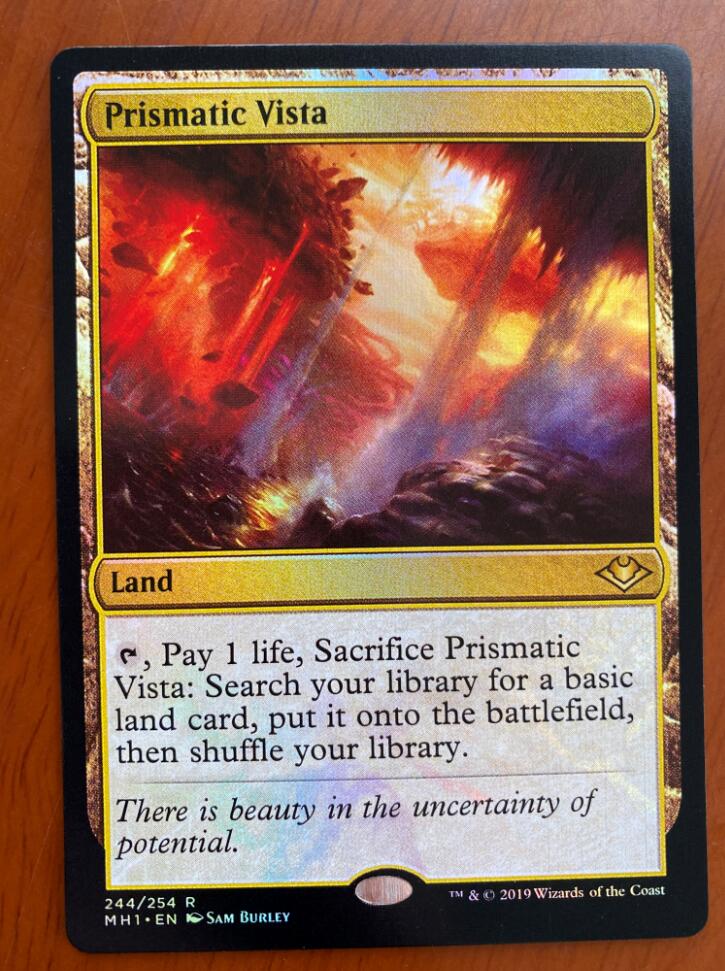 Prismatic Vista
Land
, Pay 1 life, Sacrifice Prismatic
Vista: Search your library for a basic
land card, put it onto the battlefield,
then shuffle your library.
There is beauty in the uncertainty of
potential.
244/254 R
MH1•EN SAM BURLEY
™ & © 2019 Wizards of the Coast